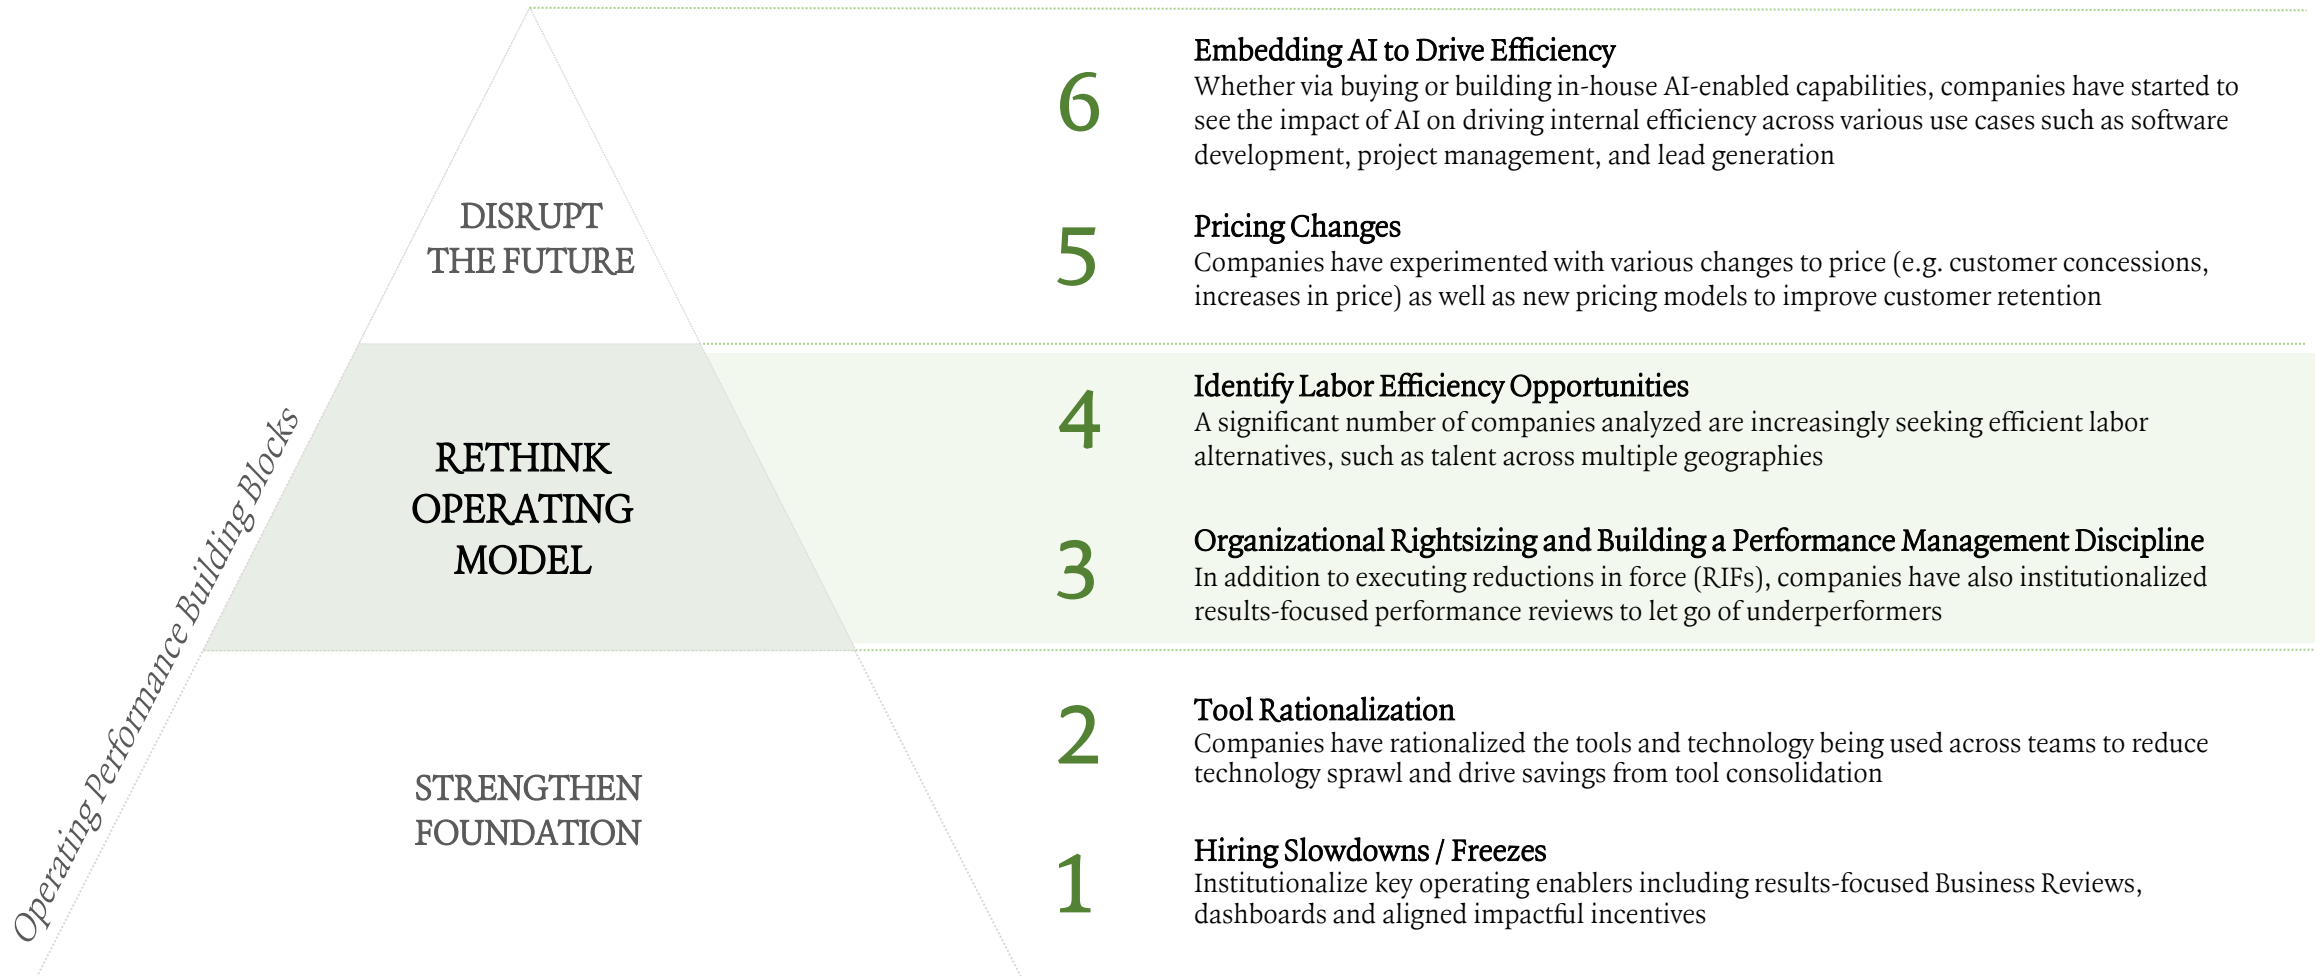 Operating Performance Building Blocks
DISRUPT
THE FUTURE
6
Embedding AI to Drive Efficiency
Whether via buying or building in-house AI-enabled capabilities, companies have started to
see the impact of AI on driving internal efficiency across various use cases such as software
development, project management, and lead generation
5
Pricing Changes
Companies have experimented with various changes to price (e.g. customer concessions,
increases in price) as well as new pricing models to improve customer retention
RETHINK
OPERATING
MODEL
4
Identify Labor Efficiency Opportunities
A significant number of companies analyzed are increasingly seeking efficient labor
alternatives, such as talent across multiple geographies
3
Organizational Rightsizing and Building a Performance Management Discipline
In addition to executing reductions in force (RIFs), companies have also institutionalized
results-focused performance reviews to let go of underperformers
STRENGTHEN
FOUNDATION
2
Tool Rationalization
Companies have rationalized the tools and technology being used across teams to reduce
technology sprawl and drive savings from tool consolidation
1
Hiring Slowdowns / Freezes
Institutionalize key operating enablers including results-focused Business Reviews,
dashboards and aligned impactful incentives